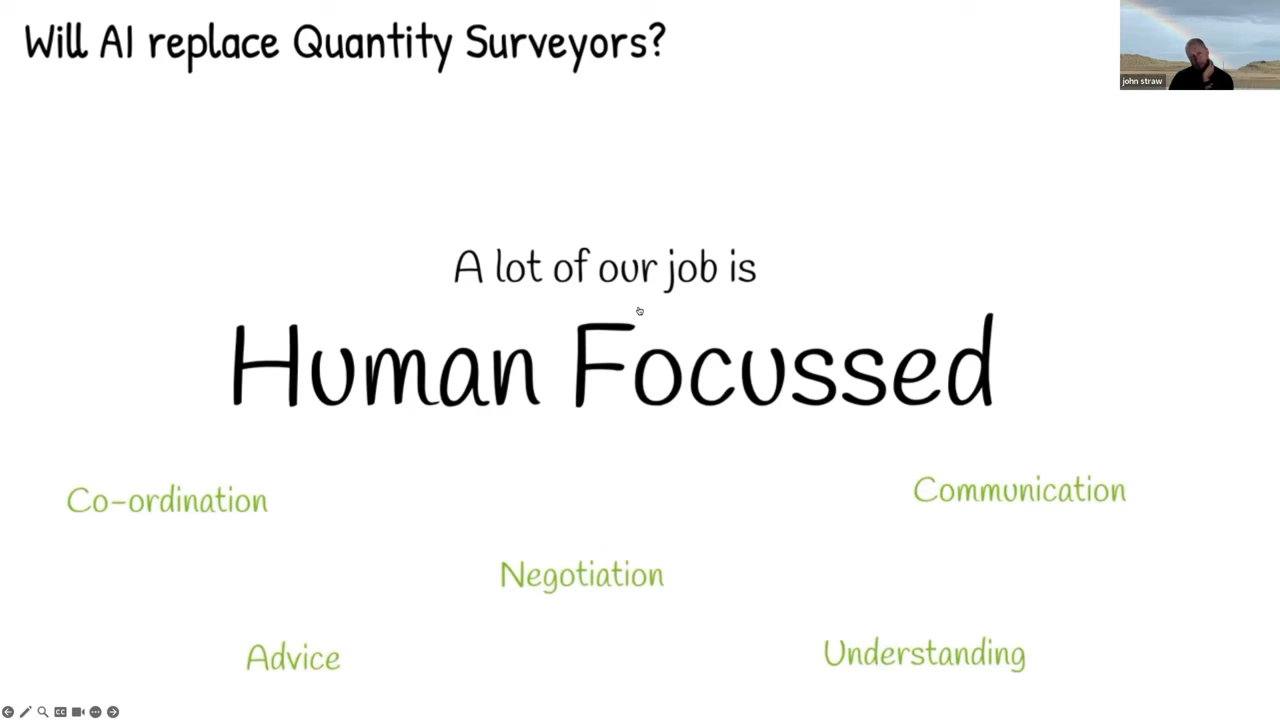 Will AI replace Quantity Surveyors?
john straw
A lot of our job is
Human Focussed
Co-ordination
Communication
Negotiation
Advice
Understanding
CC